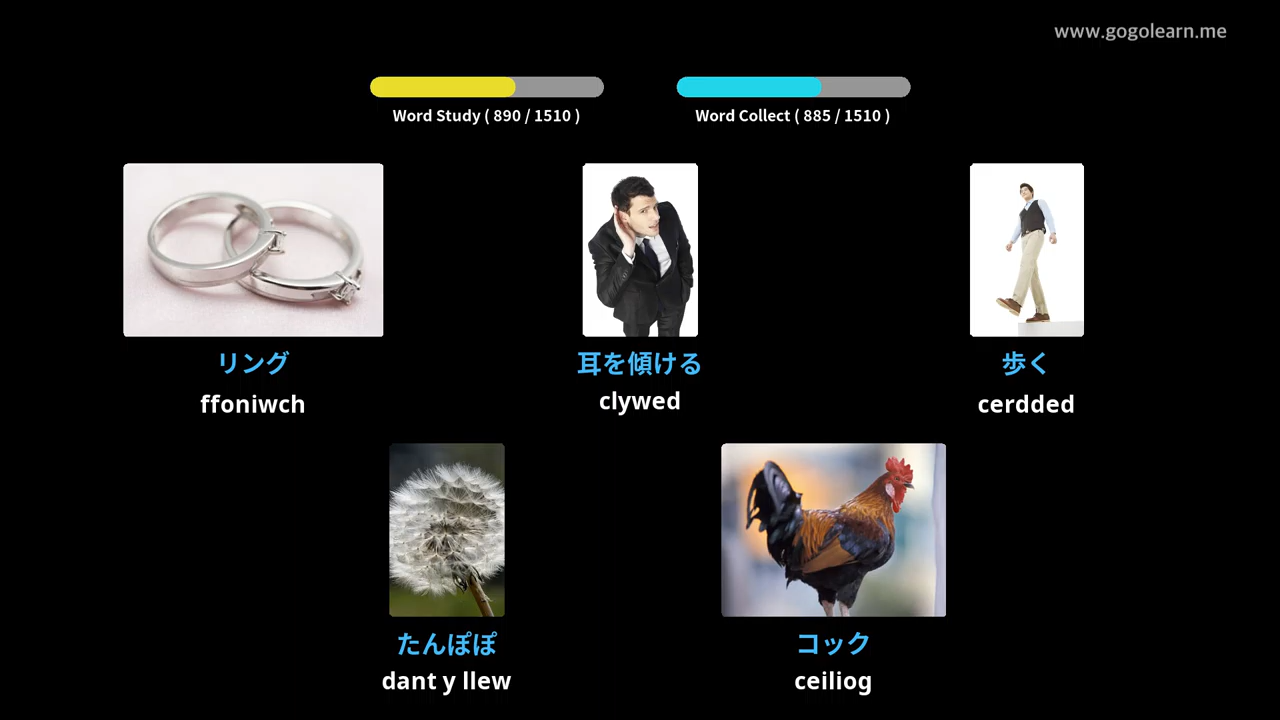 www.gogolearn.me
Word Study ( 890 / 1510 )
Word Collect ( 885 / 1510 )
リング
ffoniwch
耳を傾ける
clywed
歩く
cerdded
たんぽぽ
dant y llew
コック
ceiliog